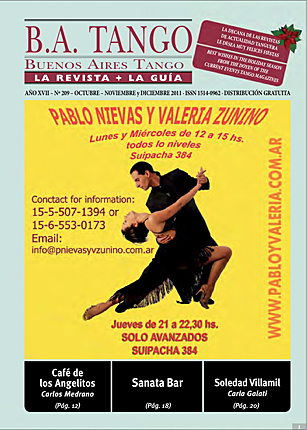 B.A. TANGO
BUENOS AIRES TANGO
LA REVISTA + LA GUÍA
LA DECANA DE LAS REVISTAS
DE ACTUALIDAD TANGUERA
LE DESEA MUY FELICES FIESTAS
BEST WISHES IN THE HOLIDAY SEASON
FROM THE DOYEN OF THE
CURRENT EVENTS TANGO MAGAZINES
AÑO XVII - Nº 209 - OCTUBRE - NOVIEMBRE y DICIEMBRE 2011 - ISSN 1514-0962 - DISTRIBUCIÓN GRATUITA
PABLO NIEVAS Y VALERIA ZUNINO
Lunes y Miércoles de 12 a 15 hs.
todos lo niveles
Suipacha 384
Conctact for information:
15-5-507-1394 or
15-6-553-0173
Email:
info@pnievasyvzunino.com.ar
WWW.PABLOYVALERIA.COM.AR
Jueves de 21 a 22,30 hs.
SOLO AVANZADOS
SUIPACHA 384
Café de
los Angelitos
Carlos Medrano
(Pág. 12)
Sanata Bar
(Pág. 18)
Soledad Villamil
Carla Galati
(Pág. 20)
1